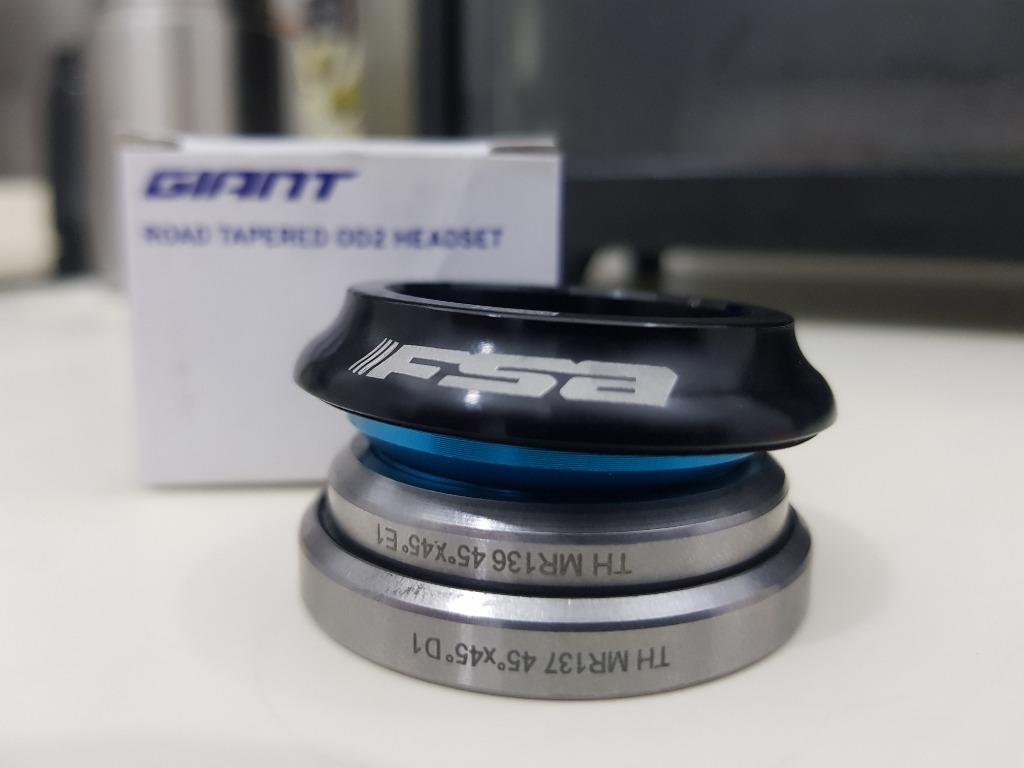 GIANT
ROAD TAPERED OD2 HEADSET
FSA
TH MR136 45°X45°E1
TH MR137 45°x45°D1